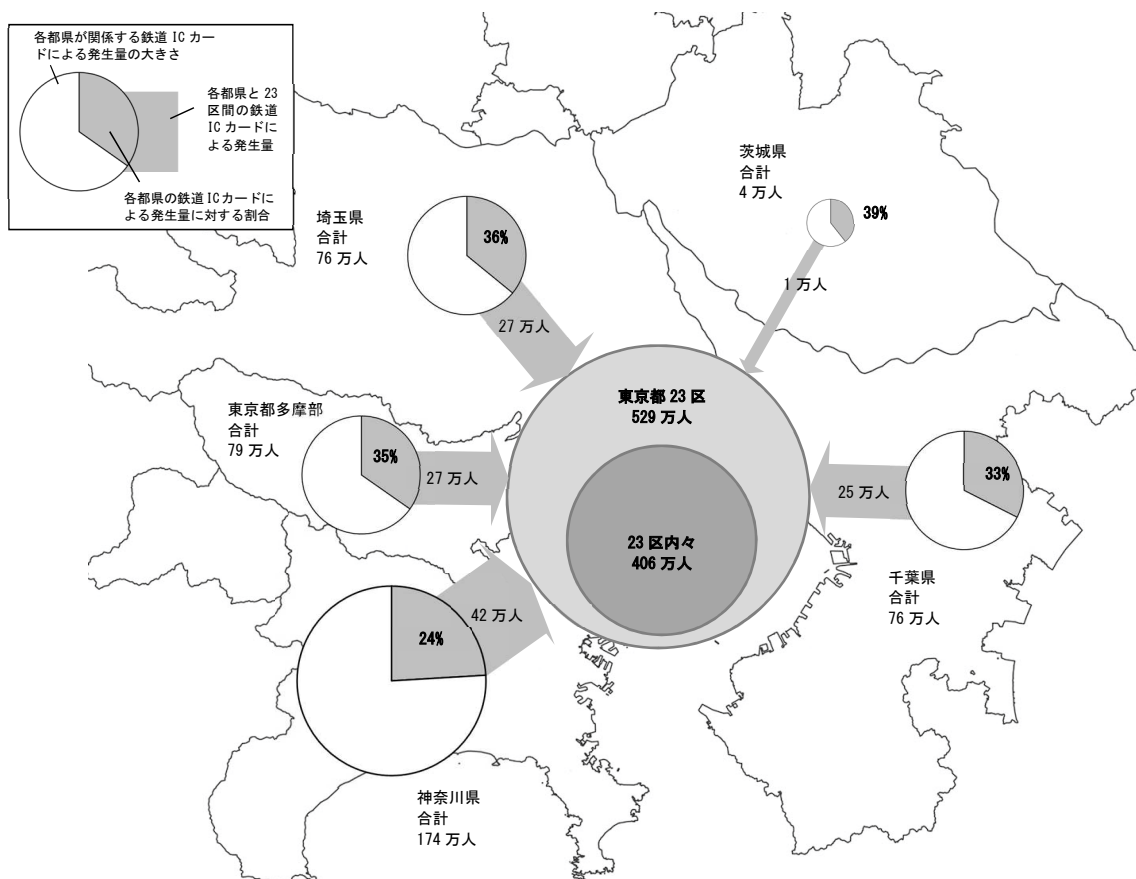 各都県が関係する鉄道 IC カー
ドによる発生量の大きさ
各都県と 23
区間の鉄道
IC カードに
よる発生量
各都県の鉄道 IC カードによ
る発生量に対する割合
茨城県
合計
4 万人
39%
1 万人
埼玉県
合計
76 万人
36%
27 万人
東京都 23 区
529 万人
東京都多摩部
合計
79 万人
35%
27 万人
33%
25 万人
23 区内々
406 万人
千葉県
合計
76 万人
24%
42 万人
神奈川県
合計
174 万人